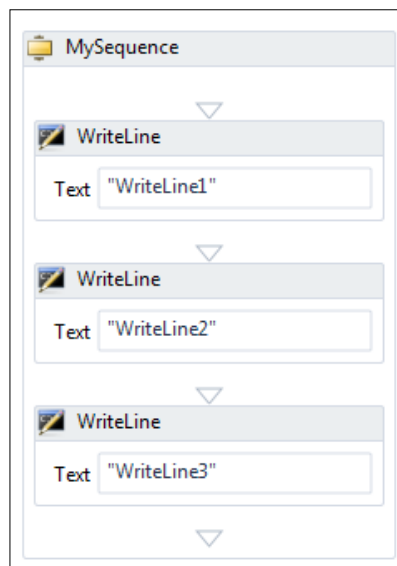 MySequence
WriteLine
Text "WriteLine1"
WriteLine
Text "WriteLine2"
WriteLine
Text "WriteLine3"